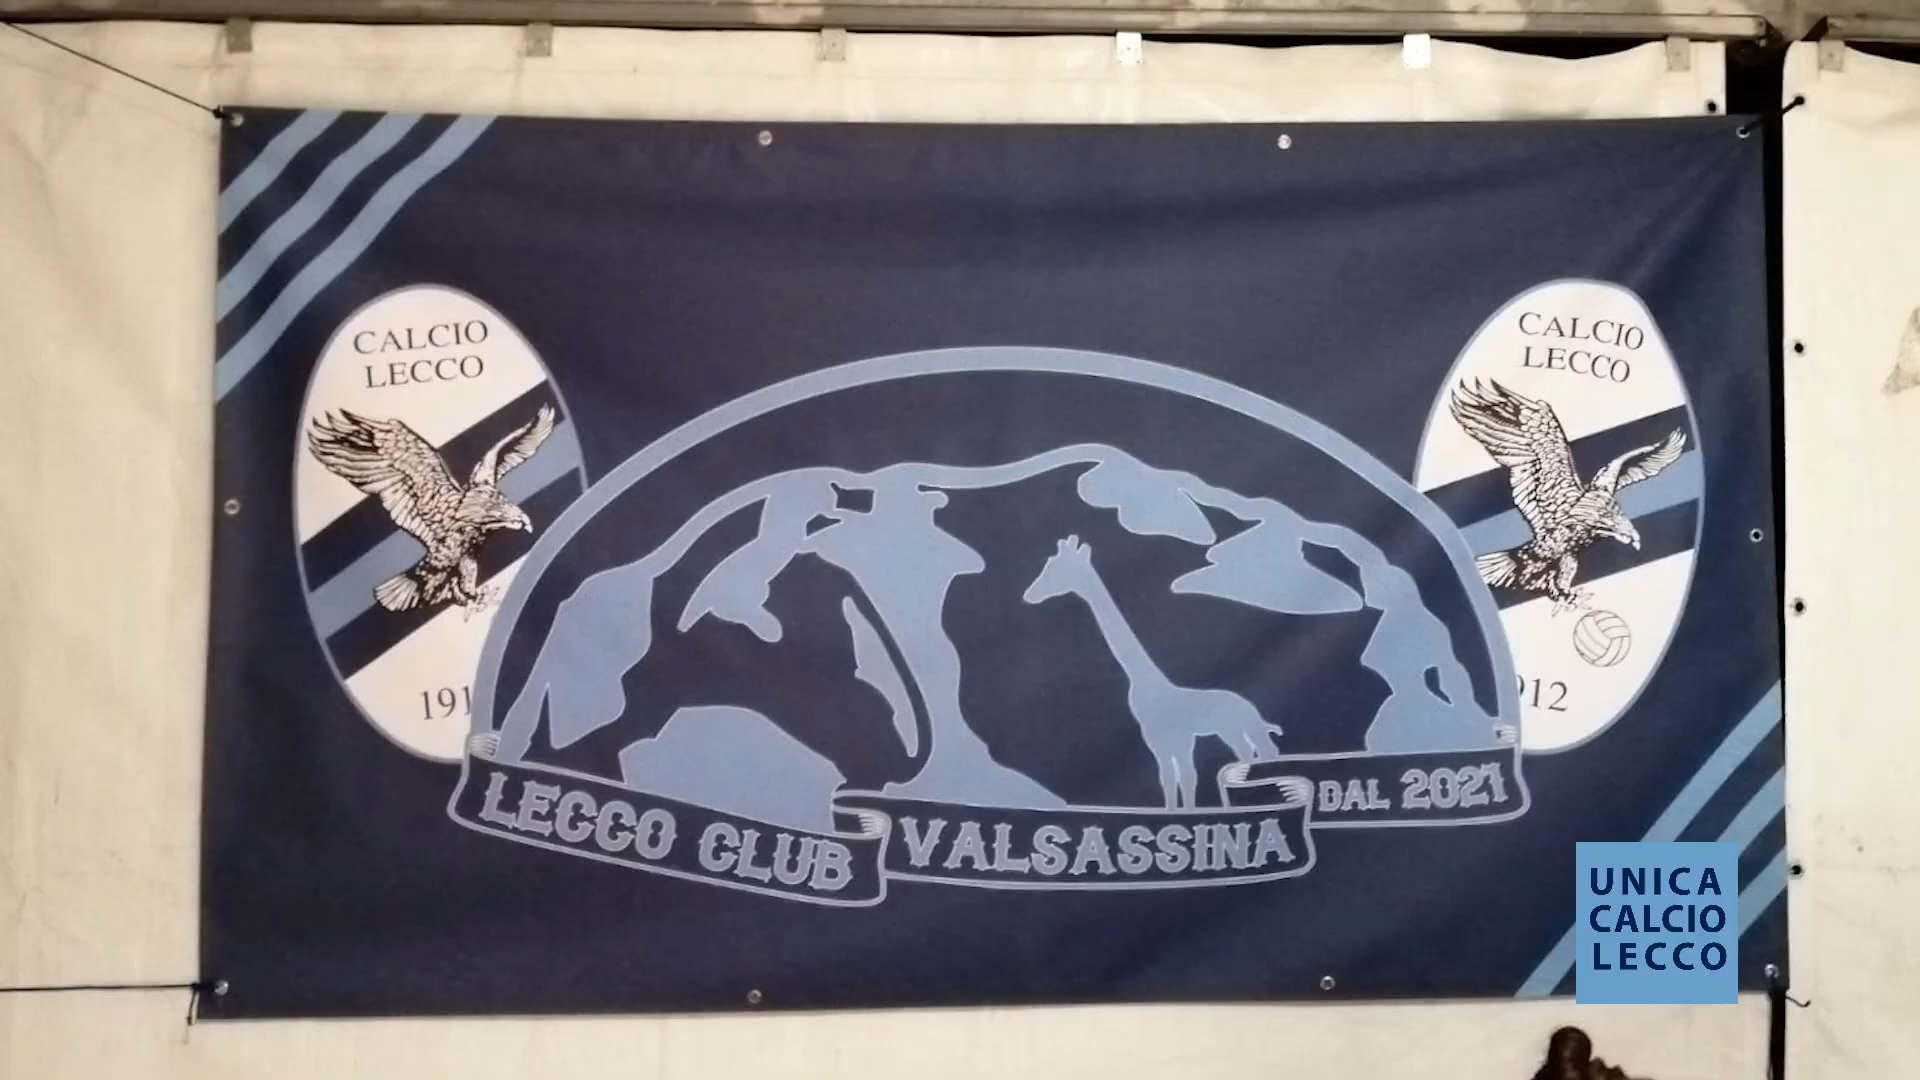 CALCIO
LECCO
191
CALCIO
LECCO
912
LECCO CLUB VALSASSINA DAL 2021
UNICA
CALCIO
LECCO